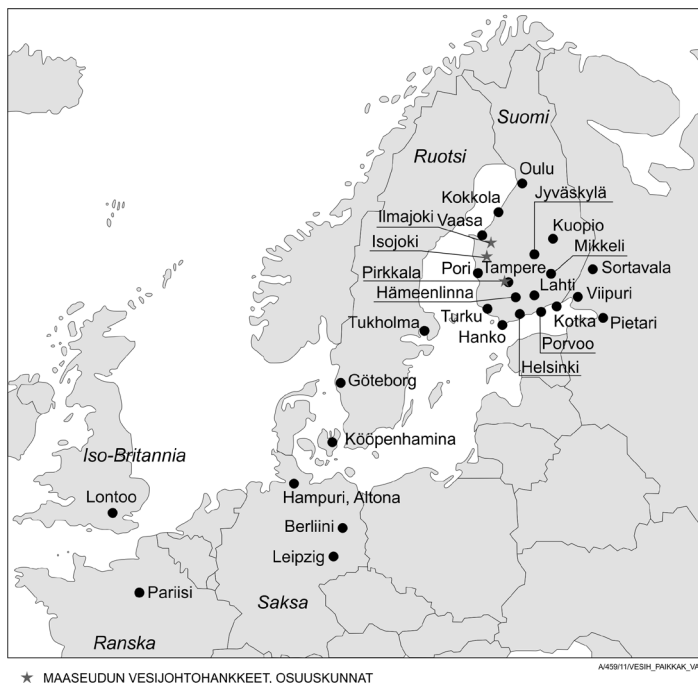 Suomi
Ruotsi
Oulu
Jyväskylä
Kokkola
Ilmajoki
Vaasa
Kuopio
Isojoki
Mikkeli
Pirkkala
Pori
Tampere
Sortavala
Hämeenlinna
Lahti
Viipuri
Turku
Tukholma
Hanko
Kotka
Pietari
Porvoo
Helsinki
Göteborg
Kööpenhamina
Iso-Britannia
Lontoo
Hampuri, Altona
Berliini
Leipzig
Pariisi
Saksa
Ranska
★ MAASEUDUN VESIJOHTOHANKKEET, OSUUSKUNNAT
A/459/11/VESIH_PAIKKAK_VA